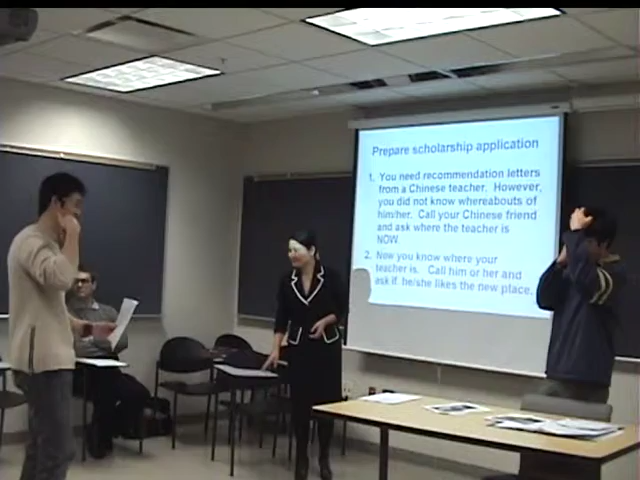 Prepare scholarship application
1. You need recommendation letters
from a Chinese teacher. However,
you did not know whereabouts of
him/her. Call your Chinese friend
and ask where the teacher is
NOW.
2. Now you know where your
teacher is. Call him or her and
ask if he/she likes the new place.